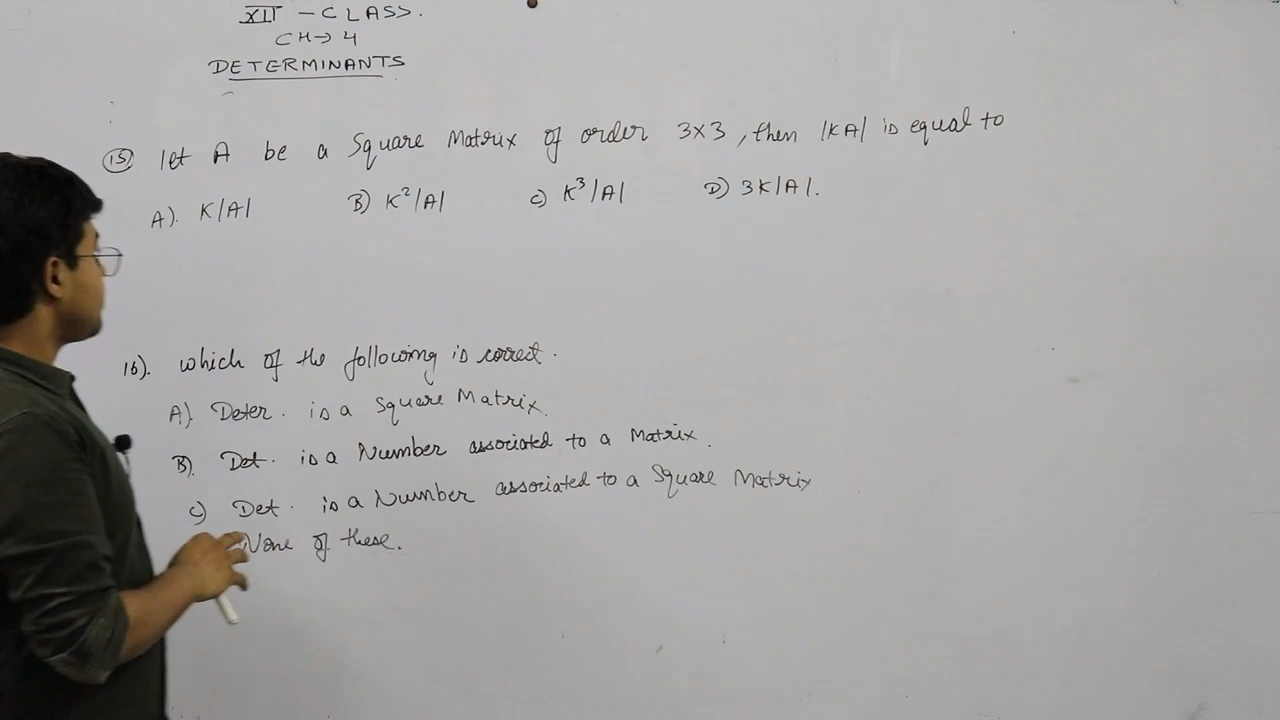 XII - CLASS.
CH→ 4
DETERMINANTS
15) let A be a Square Matrix of order 3x3, then |KA| is equal to
A). K|A| B) K²|A| C) K³|A| D) 3K|A|.
16). which of the following is correct.
A). Deter. is a Square Matrix.
B). Det. is a Number associated to a Matrix.
C) Det. is a Number associated to a Square Matrix
None of these.